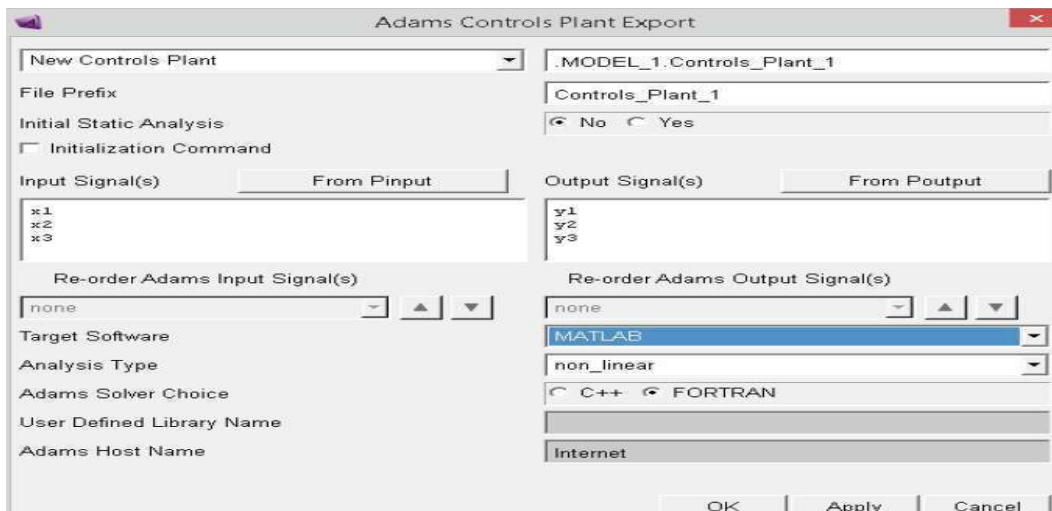 Adams Controls Plant Export
New Controls Plant
.MODEL_1.Controls_Plant_1
File Prefix
Controls_Plant_1
Initial Static Analysis
No Yes
Initialization Command
Input Signal(s)
From Pinput
Output Signal(s)
From Poutput
x1
x2
x3
y1
y2
y3
Re-order Adams Input Signal(s)
Re-order Adams Output Signal(s)
none
none
Target Software
MATLAB
Analysis Type
non_linear
Adams Solver Choice
C++ FORTRAN
User Defined Library Name
Adams Host Name
Internet
OK
Apply
Cancel